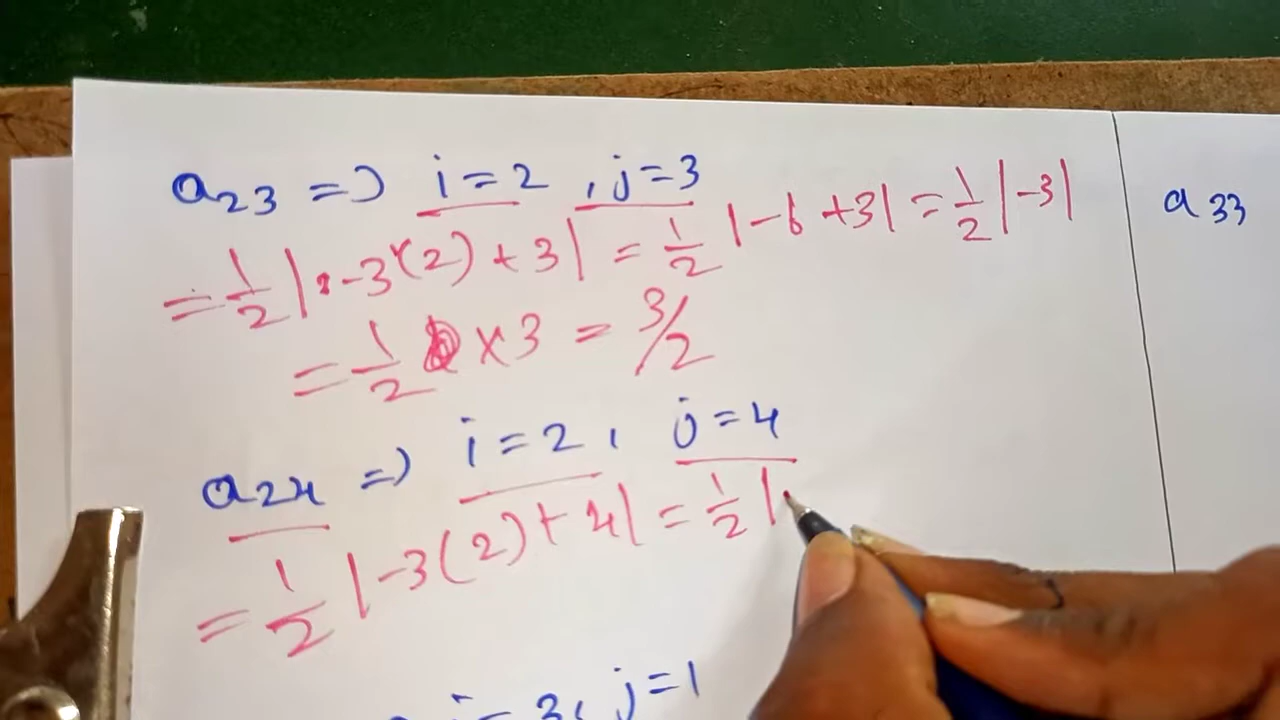 a23 => i=2 , j=3
= 1/2 |-3(2) + 3| = 1/2 |-6 +3| = 1/2 |-3|
= 1/2 × 3 = 3/2
a24 => i=2, j=4
= 1/2 |-3(2) + 4| = 1/2 |
i=3, j=1
a33